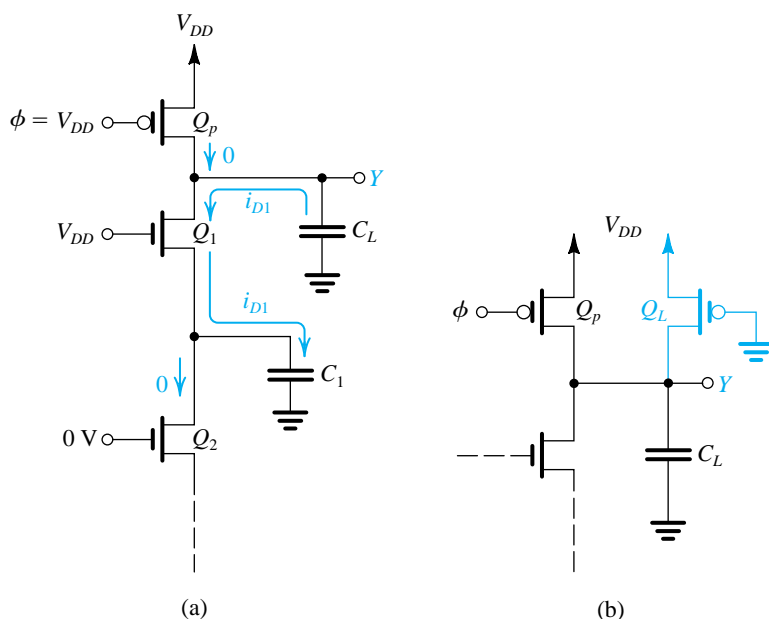 V_DD
ϕ = V_DD
Q_p
0
Y
i_D1
V_DD
Q_1
C_L
i_D1
0
C_1
0 V
Q_2
(a)
V_DD
ϕ
Q_p
Q_L
Y
C_L
(b)